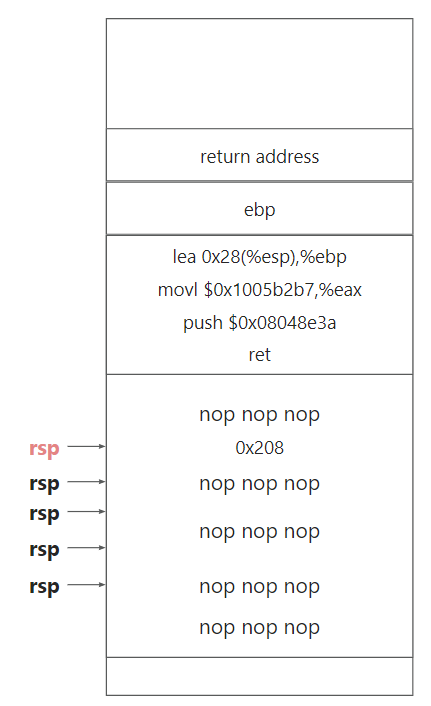 return address
ebp
lea 0x28(%esp),%ebp
movl $0x1005b2b7,%eax
push $0x08048e3a
ret
nop nop nop
rsp
0x208
rsp
nop nop nop
rsp
nop nop nop
rsp
rsp
nop nop nop
nop nop nop